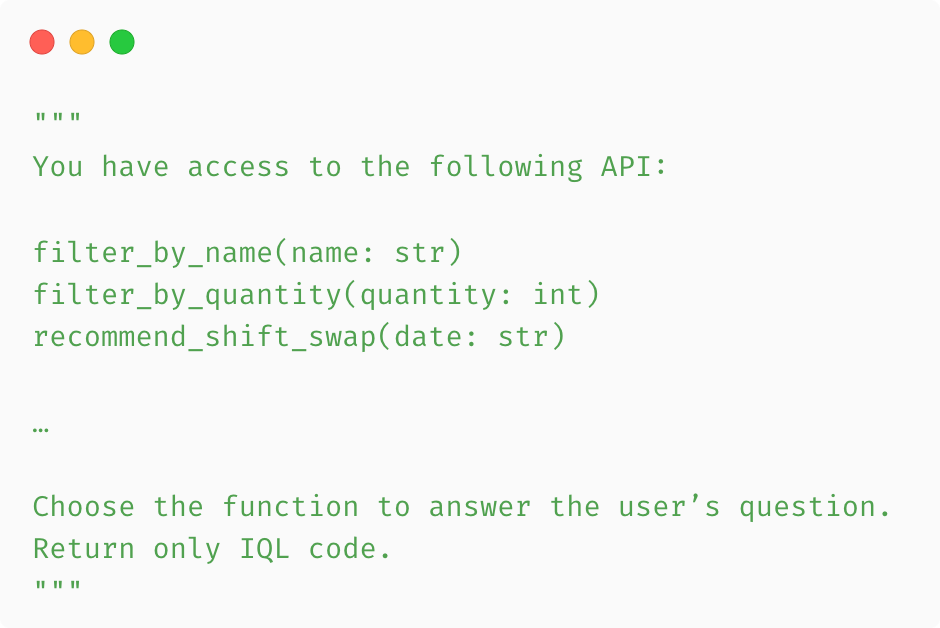 """
You have access to the following API:
filter_by_name(name: str)
filter_by_quantity(quantity: int)
recommend_shift_swap(date: str)
…
Choose the function to answer the user’s question.
Return only IQL code.
"""